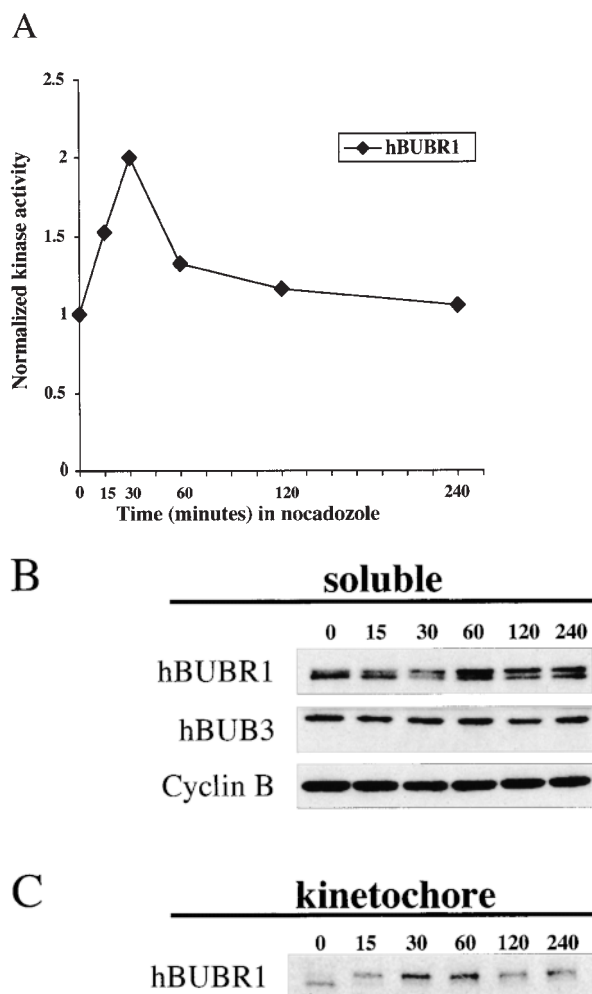 A
2.5
2
1.5
1
0.5
0
Normalized kinase activity
hBUBR1
0 15 30 60 120 240
Time (minutes) in nocadozole
B
soluble
0 15 30 60 120 240
hBUBR1
hBUB3
Cyclin B
C
kinetochore
0 15 30 60 120 240
hBUBR1